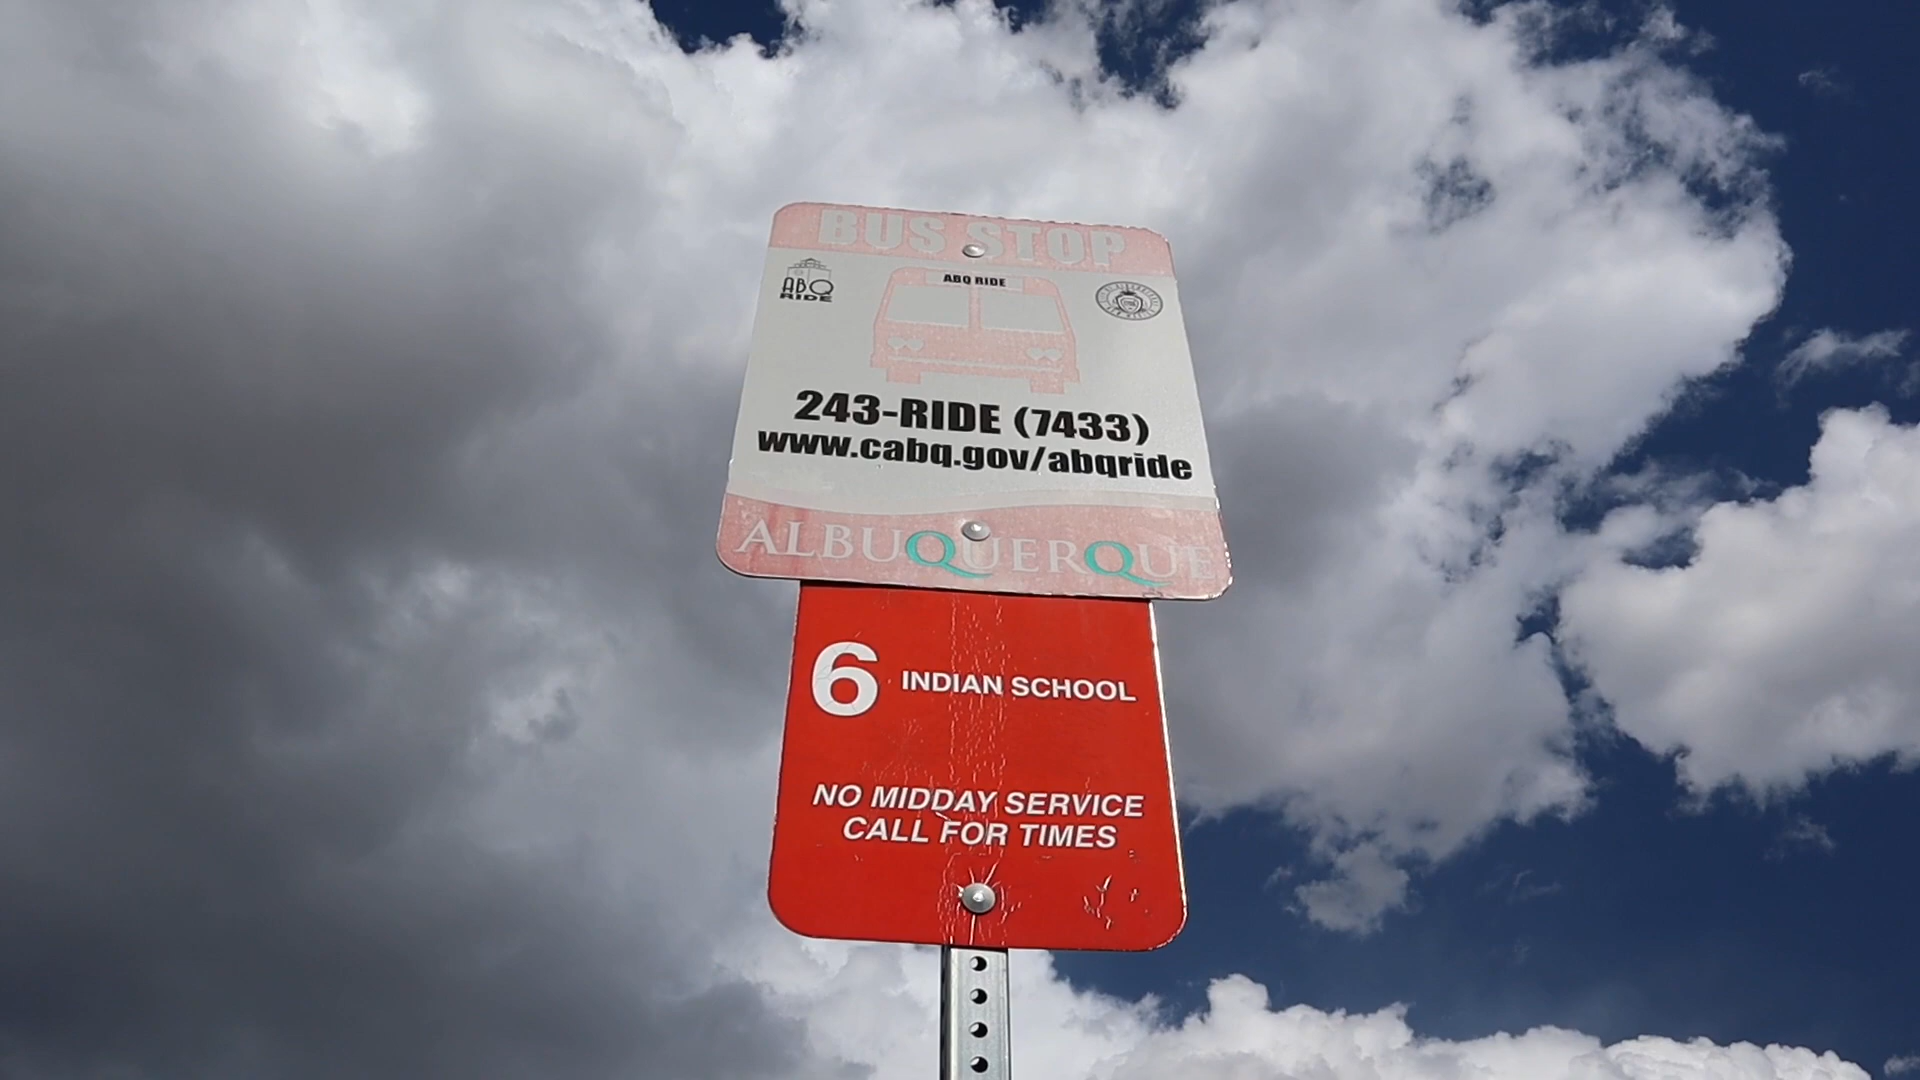 BUS STOP
ABQ RIDE
ABQ
RIDE
243-RIDE (7433)
www.cabq.gov/abqride
ALBUQUERQUE
6 INDIAN SCHOOL
NO MIDDAY SERVICE
CALL FOR TIMES